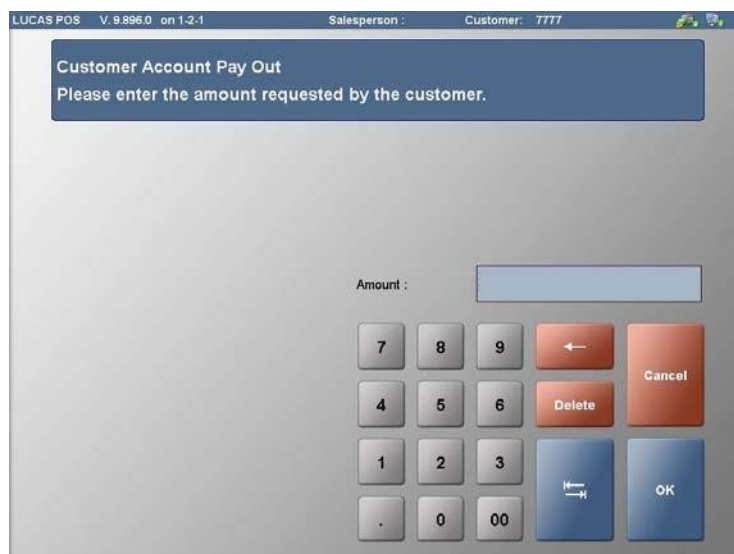 LUCAS POS V. 9.896.0 on 1-2-1 Salesperson : Customer: 7777
Customer Account Pay Out
Please enter the amount requested by the customer.
Amount :
7 8 9 ←
Cancel
4 5 6 Delete
1 2 3
OK
. 0 00